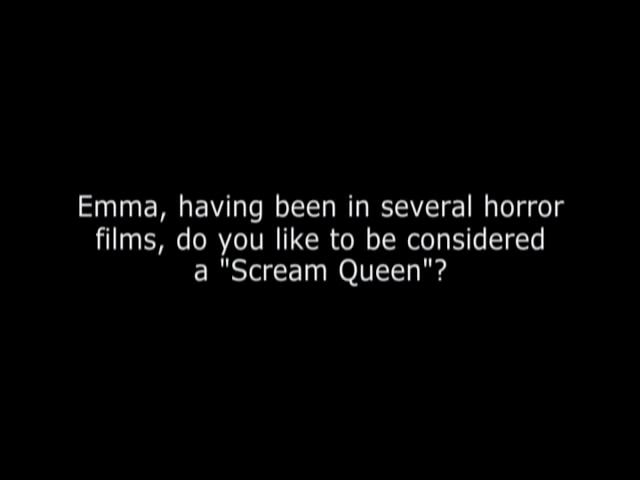 Emma, having been in several horror
films, do you like to be considered
a "Scream Queen"?